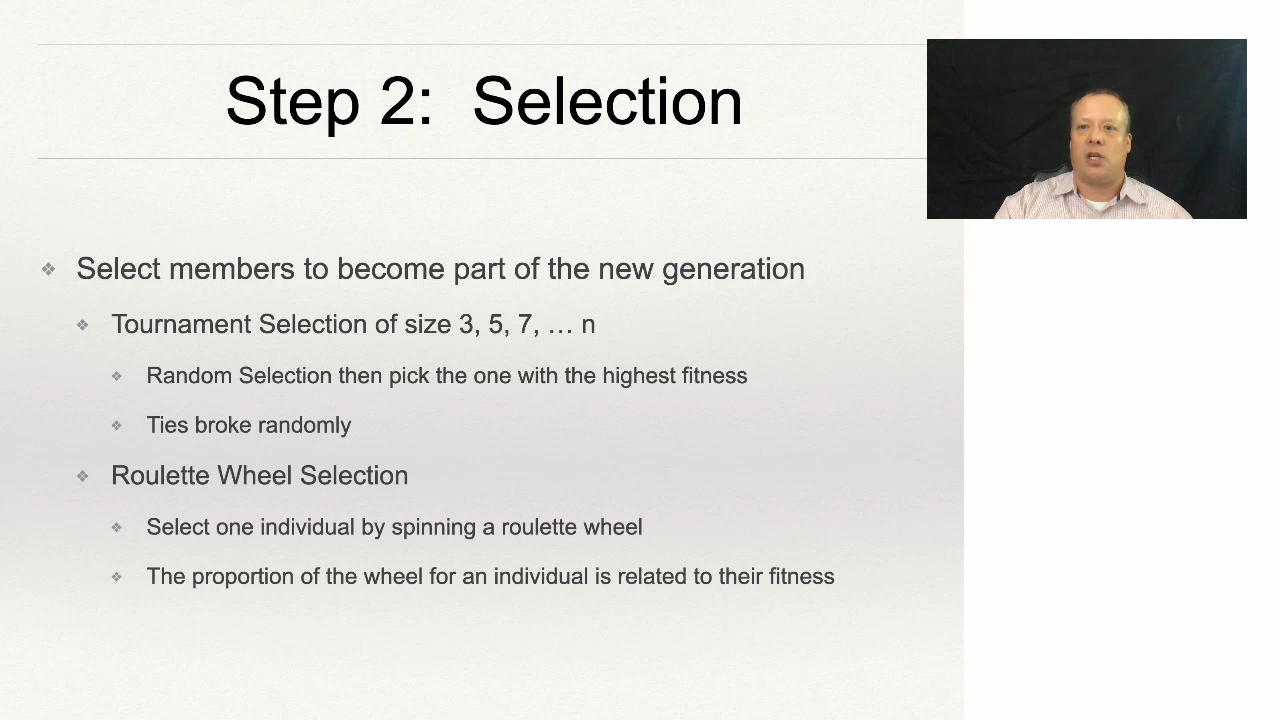 Step 2: Selection
Select members to become part of the new generation
Tournament Selection of size 3, 5, 7, … n
Random Selection then pick the one with the highest fitness
Ties broke randomly
Roulette Wheel Selection
Select one individual by spinning a roulette wheel
The proportion of the wheel for an individual is related to their fitness